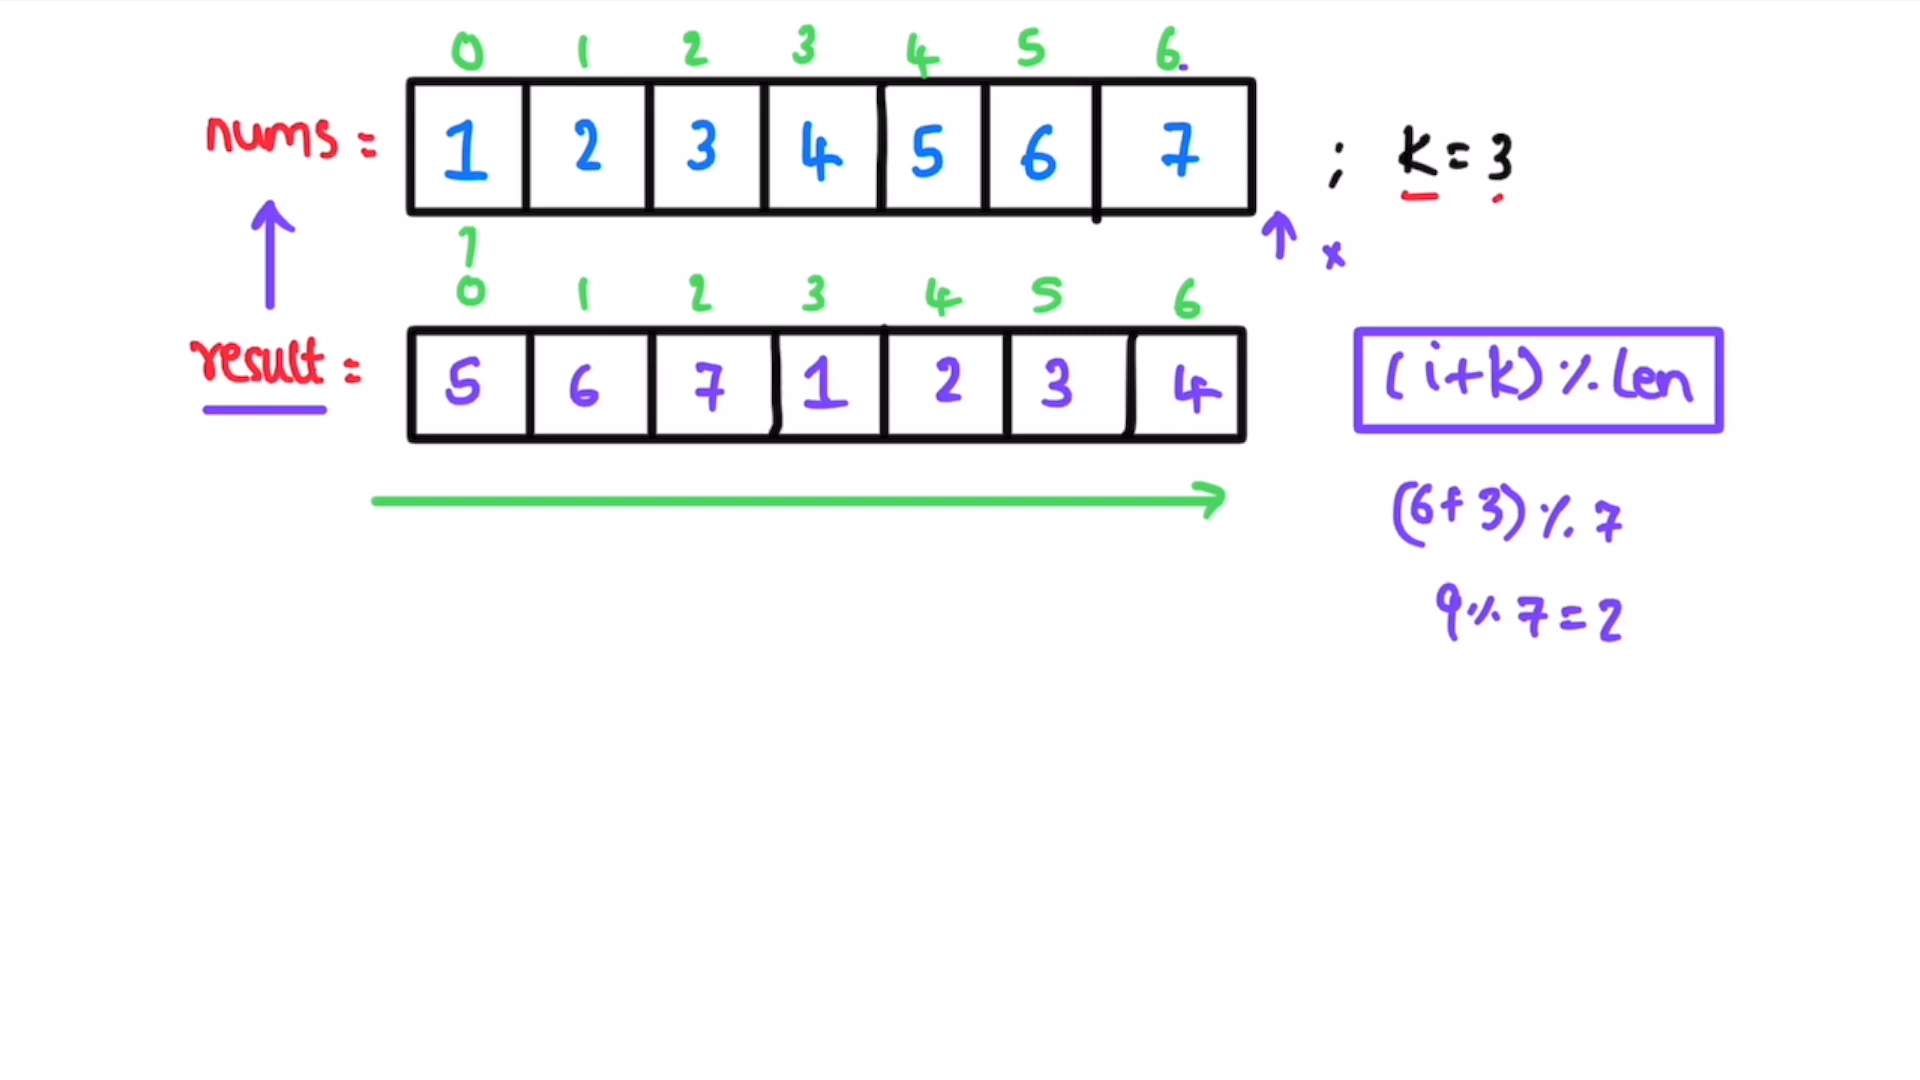 0 1 2 3 4 5 6
nums = 1 2 3 4 5 6 7 ; k = 3
x
0 1 2 3 4 5 6
result = 5 6 7 1 2 3 4
(i+k) % len
(6+3) % 7
9 % 7 = 2